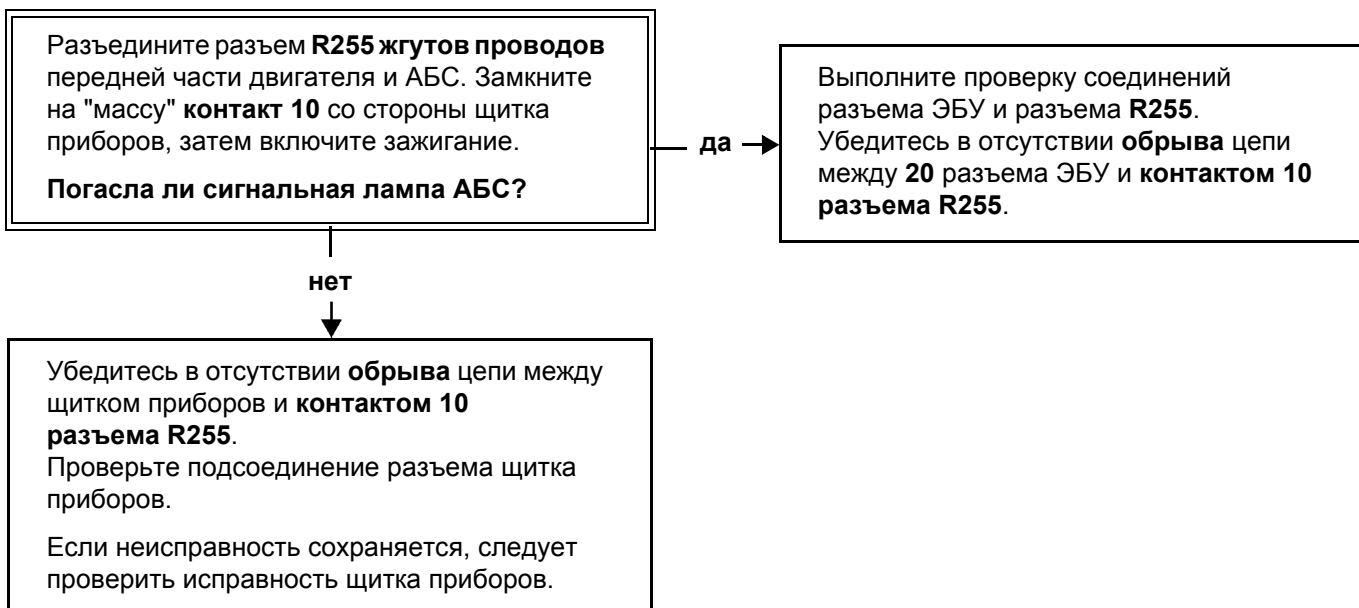 Разъедините разъем R255 жгутов проводов
передней части двигателя и АБС. Замкните
на "массу" контакт 10 со стороны щитка
приборов, затем включите зажигание.
Погасла ли сигнальная лампа АБС?
да
Выполните проверку соединений
разъема ЭБУ и разъема R255.
Убедитесь в отсутствии обрыва цепи
между 20 разъема ЭБУ и контактом 10
разъема R255.
нет
Убедитесь в отсутствии обрыва цепи между
щитком приборов и контактом 10
разъема R255.
Проверьте подсоединение разъема щитка
приборов.
Если неисправность сохраняется, следует
проверить исправность щитка приборов.